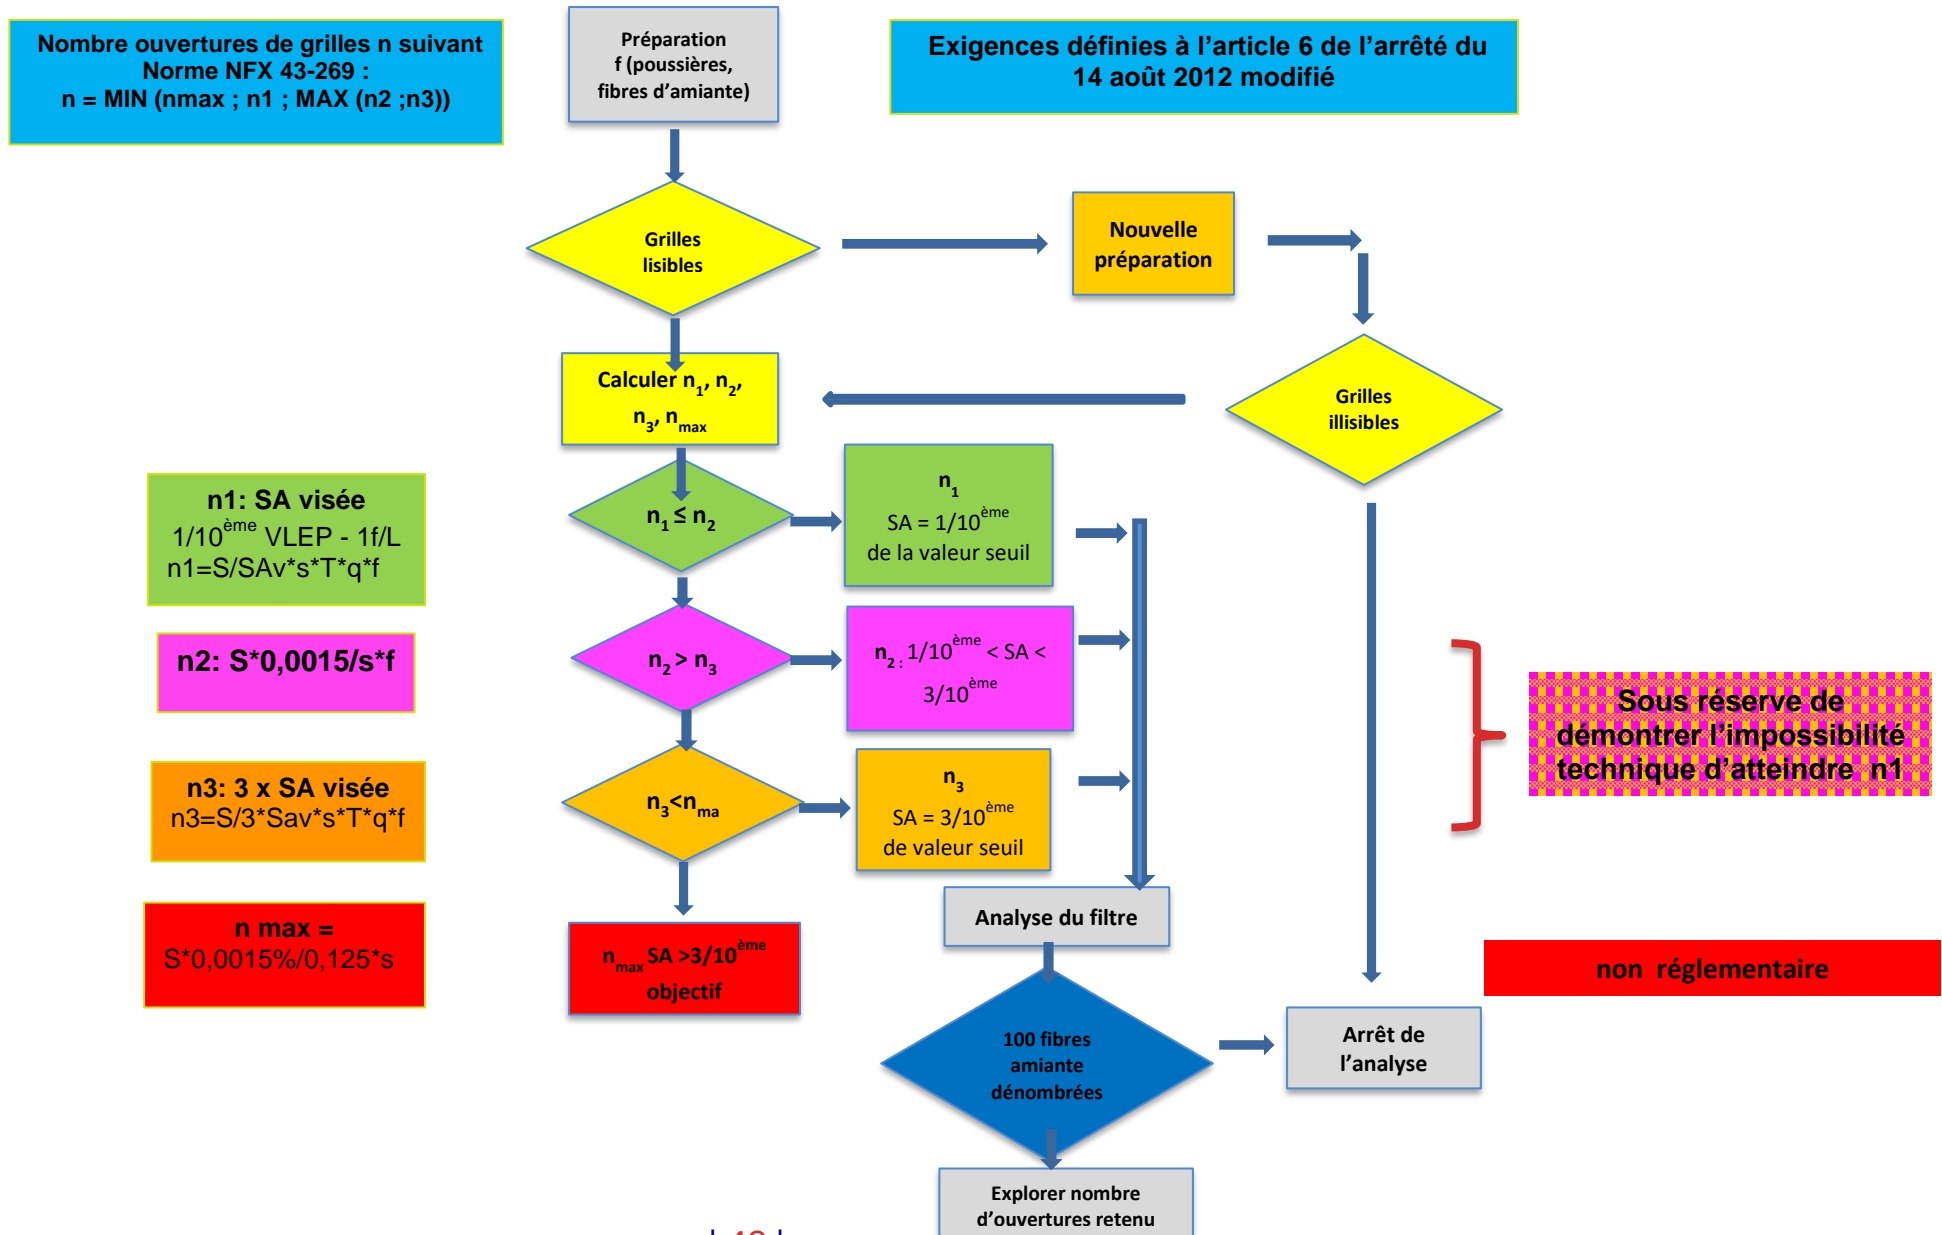 Nombre ouvertures de grilles n suivant
Norme NFX 43-269 :
n = MIN (nmax ; n1 ; MAX (n2 ;n3))
Préparation
f (poussières,
fibres d'amiante)
Exigences définies à l'article 6 de l'arrêté du
14 août 2012 modifié
Grilles
lisibles
Nouvelle
préparation
Calculer n1, n2,
n3, nmax
Grilles
illisibles
n1: SA visée
1/10ème VLEP - 1f/L
n1=S/SAv*s*T*q*f
n1 ≤ n2
n1
SA = 1/10ème
de la valeur seuil
n2: S*0,0015/s*f
n2 > n3
n2 : 1/10ème < SA <
3/10ème
Sous réserve de
démontrer l'impossibilité
technique d'atteindre n1
n3: 3 x SA visée
n3=S/3*Sav*s*T*q*f
n3<nma
n3
SA = 3/10ème
de valeur seuil
n max =
S*0,0015%/0,125*s
nmax SA >3/10ème
objectif
Analyse du filtre
non réglementaire
100 fibres
amiante
dénombrées
Arrêt de
l'analyse
Explorer nombre
d'ouvertures retenu